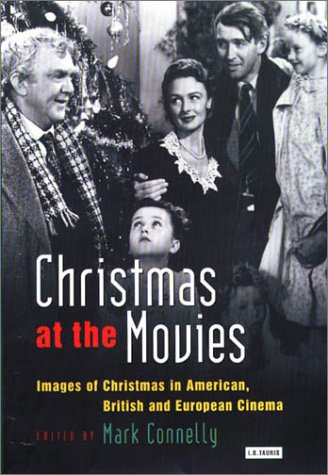 Christmas
at the
Movies
Images of Christmas in American,
British and European Cinema
EDITED BY Mark Connelly
I.B.TAURIS